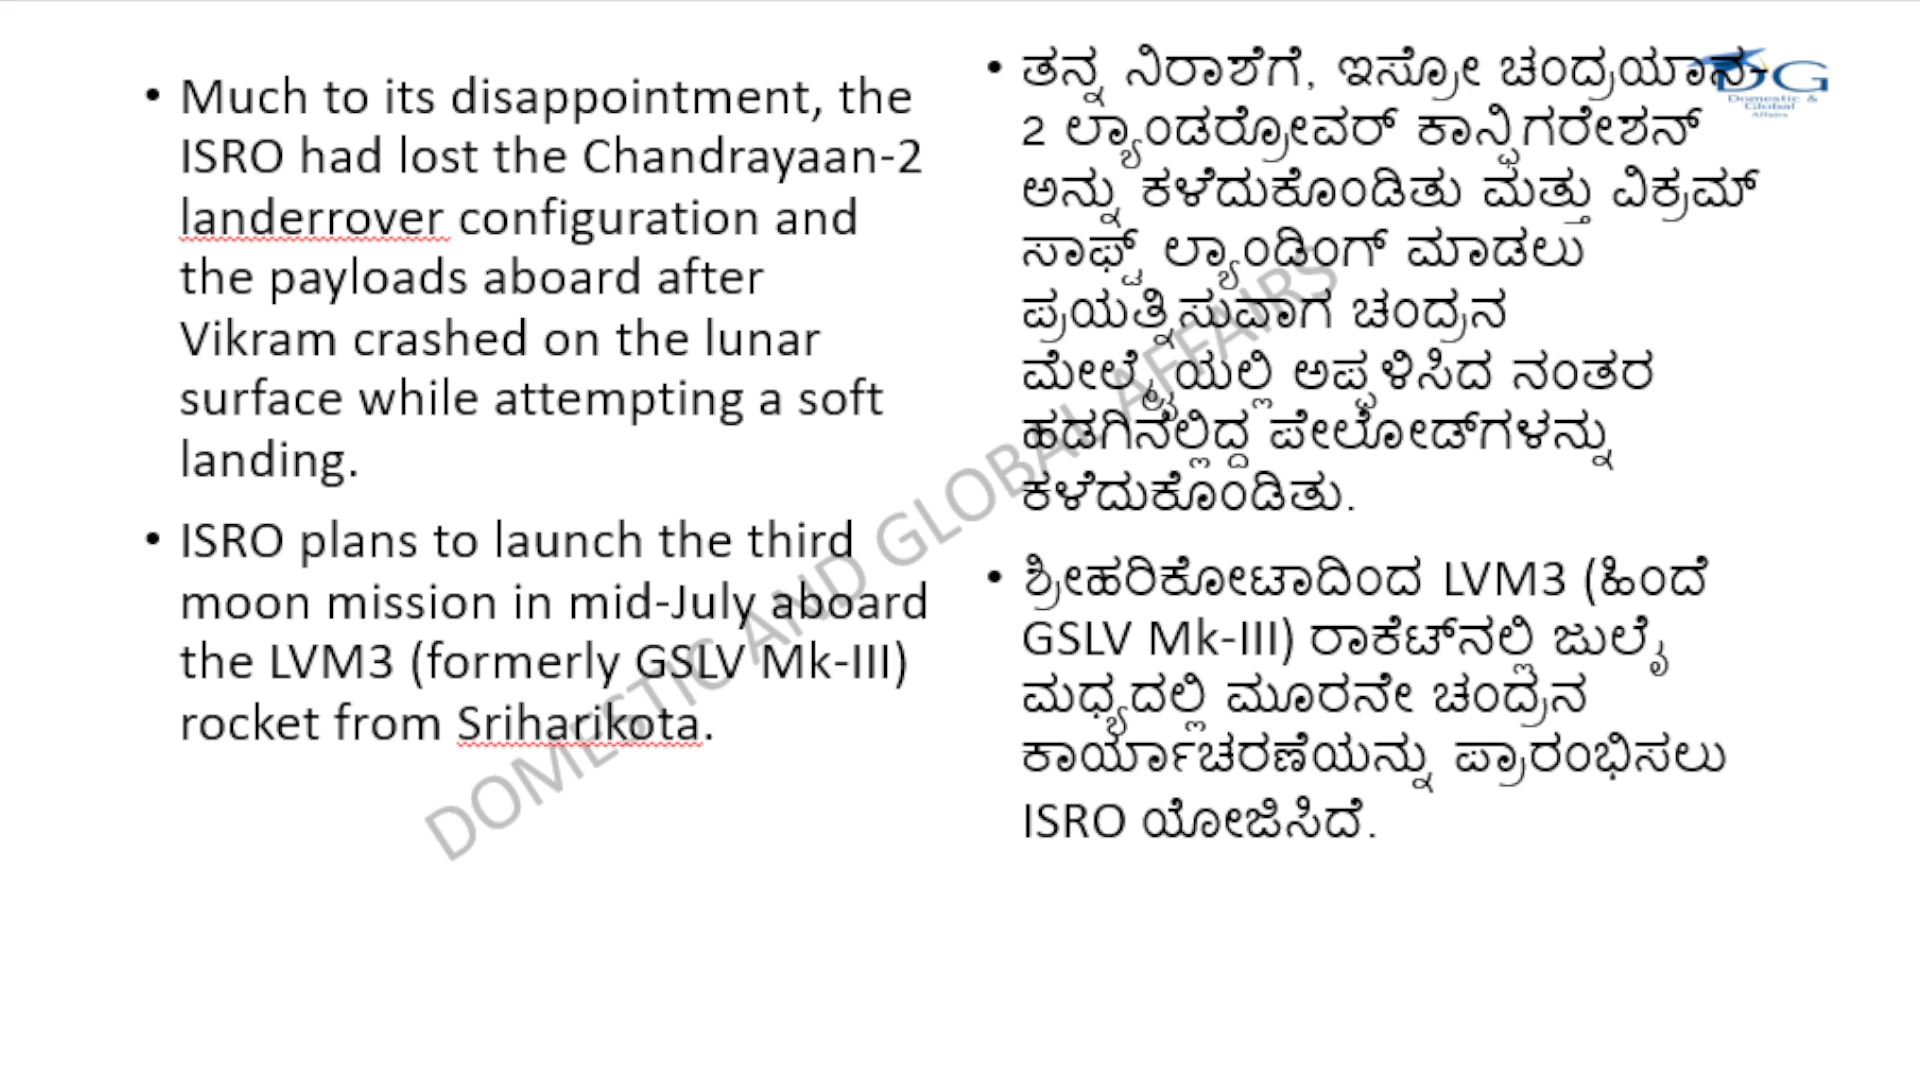 • Much to its disappointment, the
ISRO had lost the Chandrayaan-2
landerrover configuration and
the payloads aboard after
Vikram crashed on the lunar
surface while attempting a soft
landing.
• ISRO plans to launch the third
moon mission in mid-July aboard
the LVM3 (formerly GSLV Mk-III)
rocket from Sriharikota.
• ತನ್ನ ನಿರಾಶೆಗೆ, ಇಸ್ರೋ ಚಂದ್ರಯಾನ-
2 ಲ್ಯಾಂಡರ್ರೋವರ್ ಕಾನ್ಫಿಗರೇಶನ್
ಅನ್ನು ಕಳೆದುಕೊಂಡಿತು ಮತ್ತು ವಿಕ್ರಮ್
ಸಾಫ್ಟ್ ಲ್ಯಾಂಡಿಂಗ್ ಮಾಡಲು
ಪ್ರಯತ್ನಿಸುವಾಗ ಚಂದ್ರನ
ಮೇಲ್ಮೈಯಲ್ಲಿ ಅಪ್ಪಳಿಸಿದ ನಂತರ
ಹಡಗಿನಲ್ಲಿದ್ದ ಪೇಲೋಡ್‌ಗಳನ್ನು
ಕಳೆದುಕೊಂಡಿತು.
• ಶ್ರೀಹರಿಕೋಟಾದಿಂದ LVM3 (ಹಿಂದೆ
GSLV Mk-III) ರಾಕೆಟ್‌ನಲ್ಲಿ ಜುಲೈ
ಮಧ್ಯದಲ್ಲಿ ಮೂರನೇ ಚಂದ್ರನ
ಕಾರ್ಯಾಚರಣೆಯನ್ನು ಪ್ರಾರಂಭಿಸಲು
ISRO ಯೋಜಿಸಿದೆ.
DG
Domestic &
Global
Affairs
DOMESTIC AND GLOBAL AFFAIRS